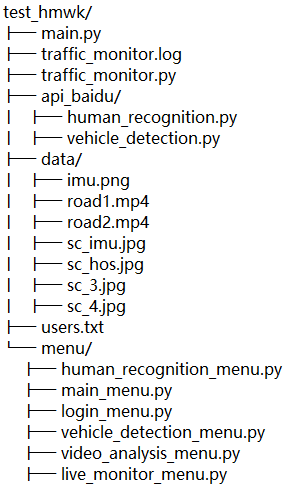 test_hmwk/
├── main.py
├── traffic_monitor.log
├── traffic_monitor.py
├── api_baidu/
│   ├── human_recognition.py
│   ├── vehicle_detection.py
├── data/
│   ├── imu.png
│   ├── road1.mp4
│   ├── road2.mp4
│   ├── sc_imu.jpg
│   ├── sc_hos.jpg
│   ├── sc_3.jpg
│   ├── sc_4.jpg
├── users.txt
└── menu/
    ├── human_recognition_menu.py
    ├── main_menu.py
    ├── login_menu.py
    ├── vehicle_detection_menu.py
    ├── video_analysis_menu.py
    ├── live_monitor_menu.py